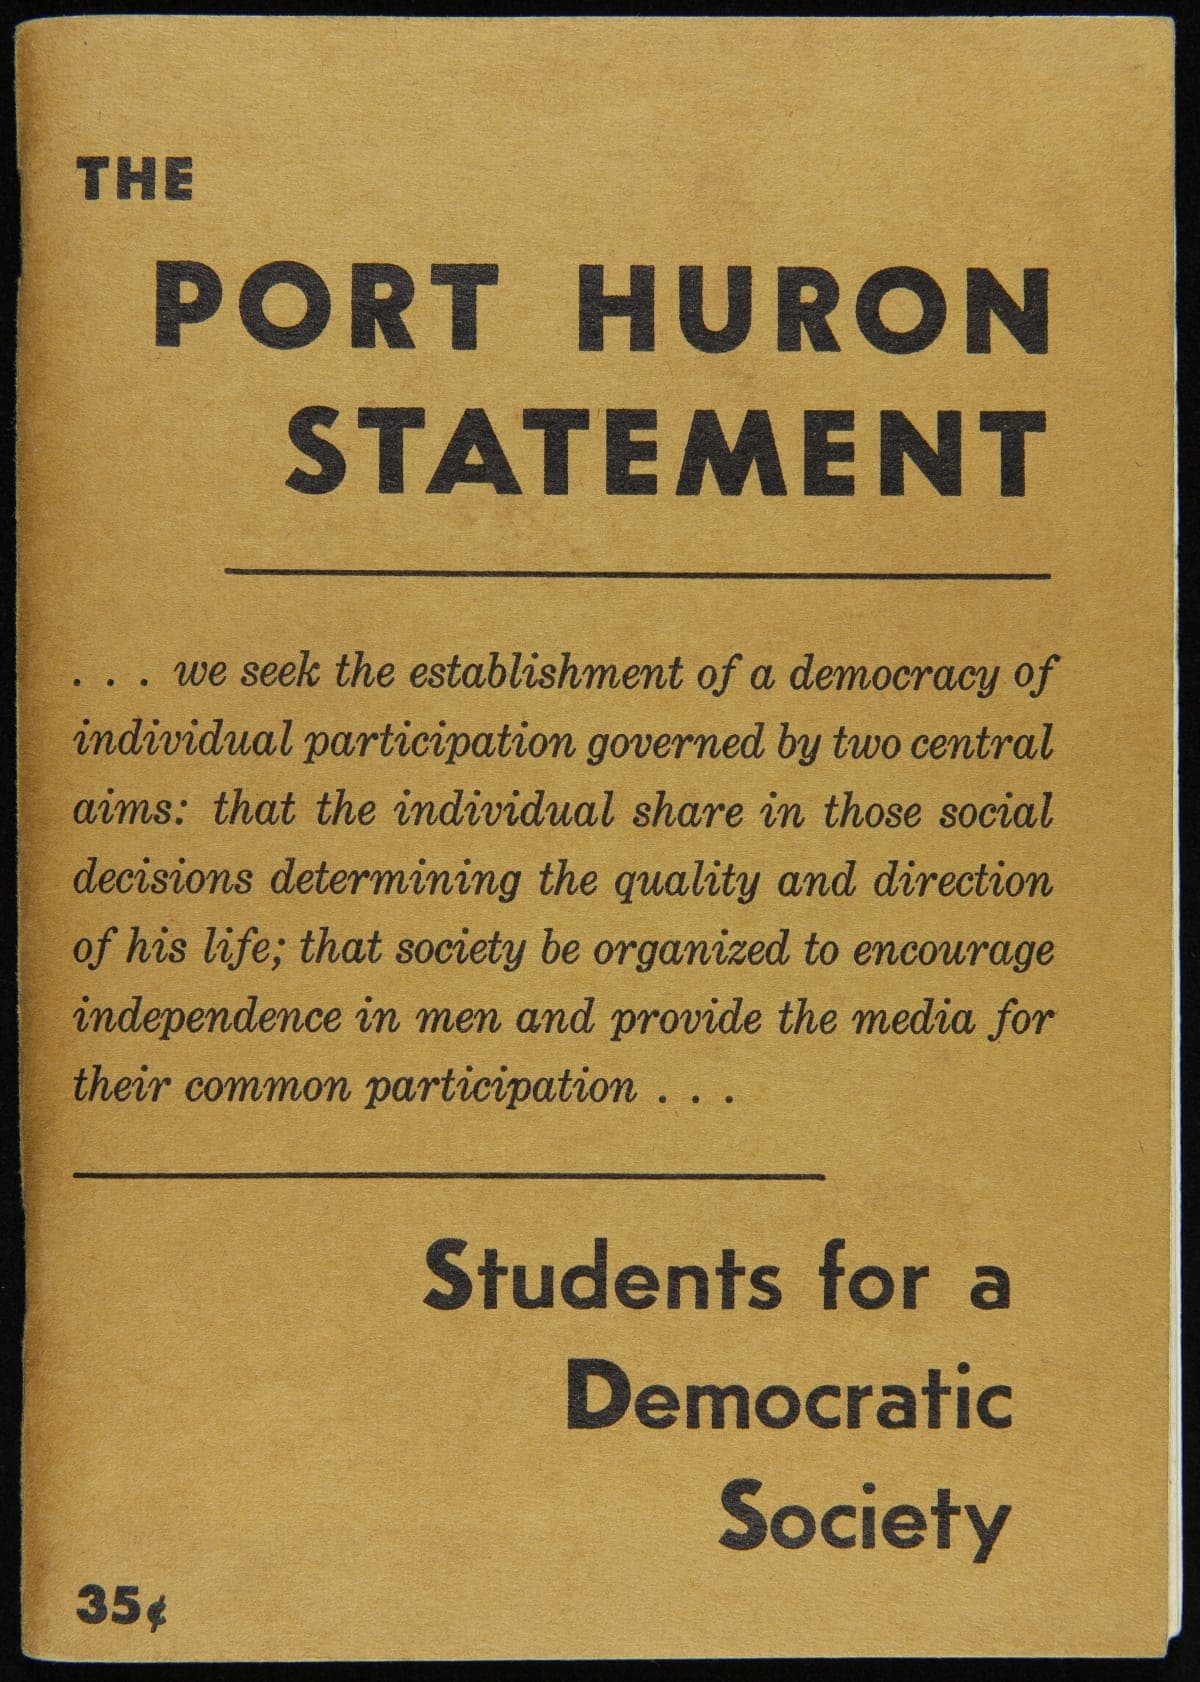 THE
PORT HURON
STATEMENT
. . . we seek the establishment of a democracy of
individual participation governed by two central
aims: that the individual share in those social
decisions determining the quality and direction
of his life; that society be organized to encourage
independence in men and provide the media for
their common participation . . .
Students for a
Democratic
Society
35¢